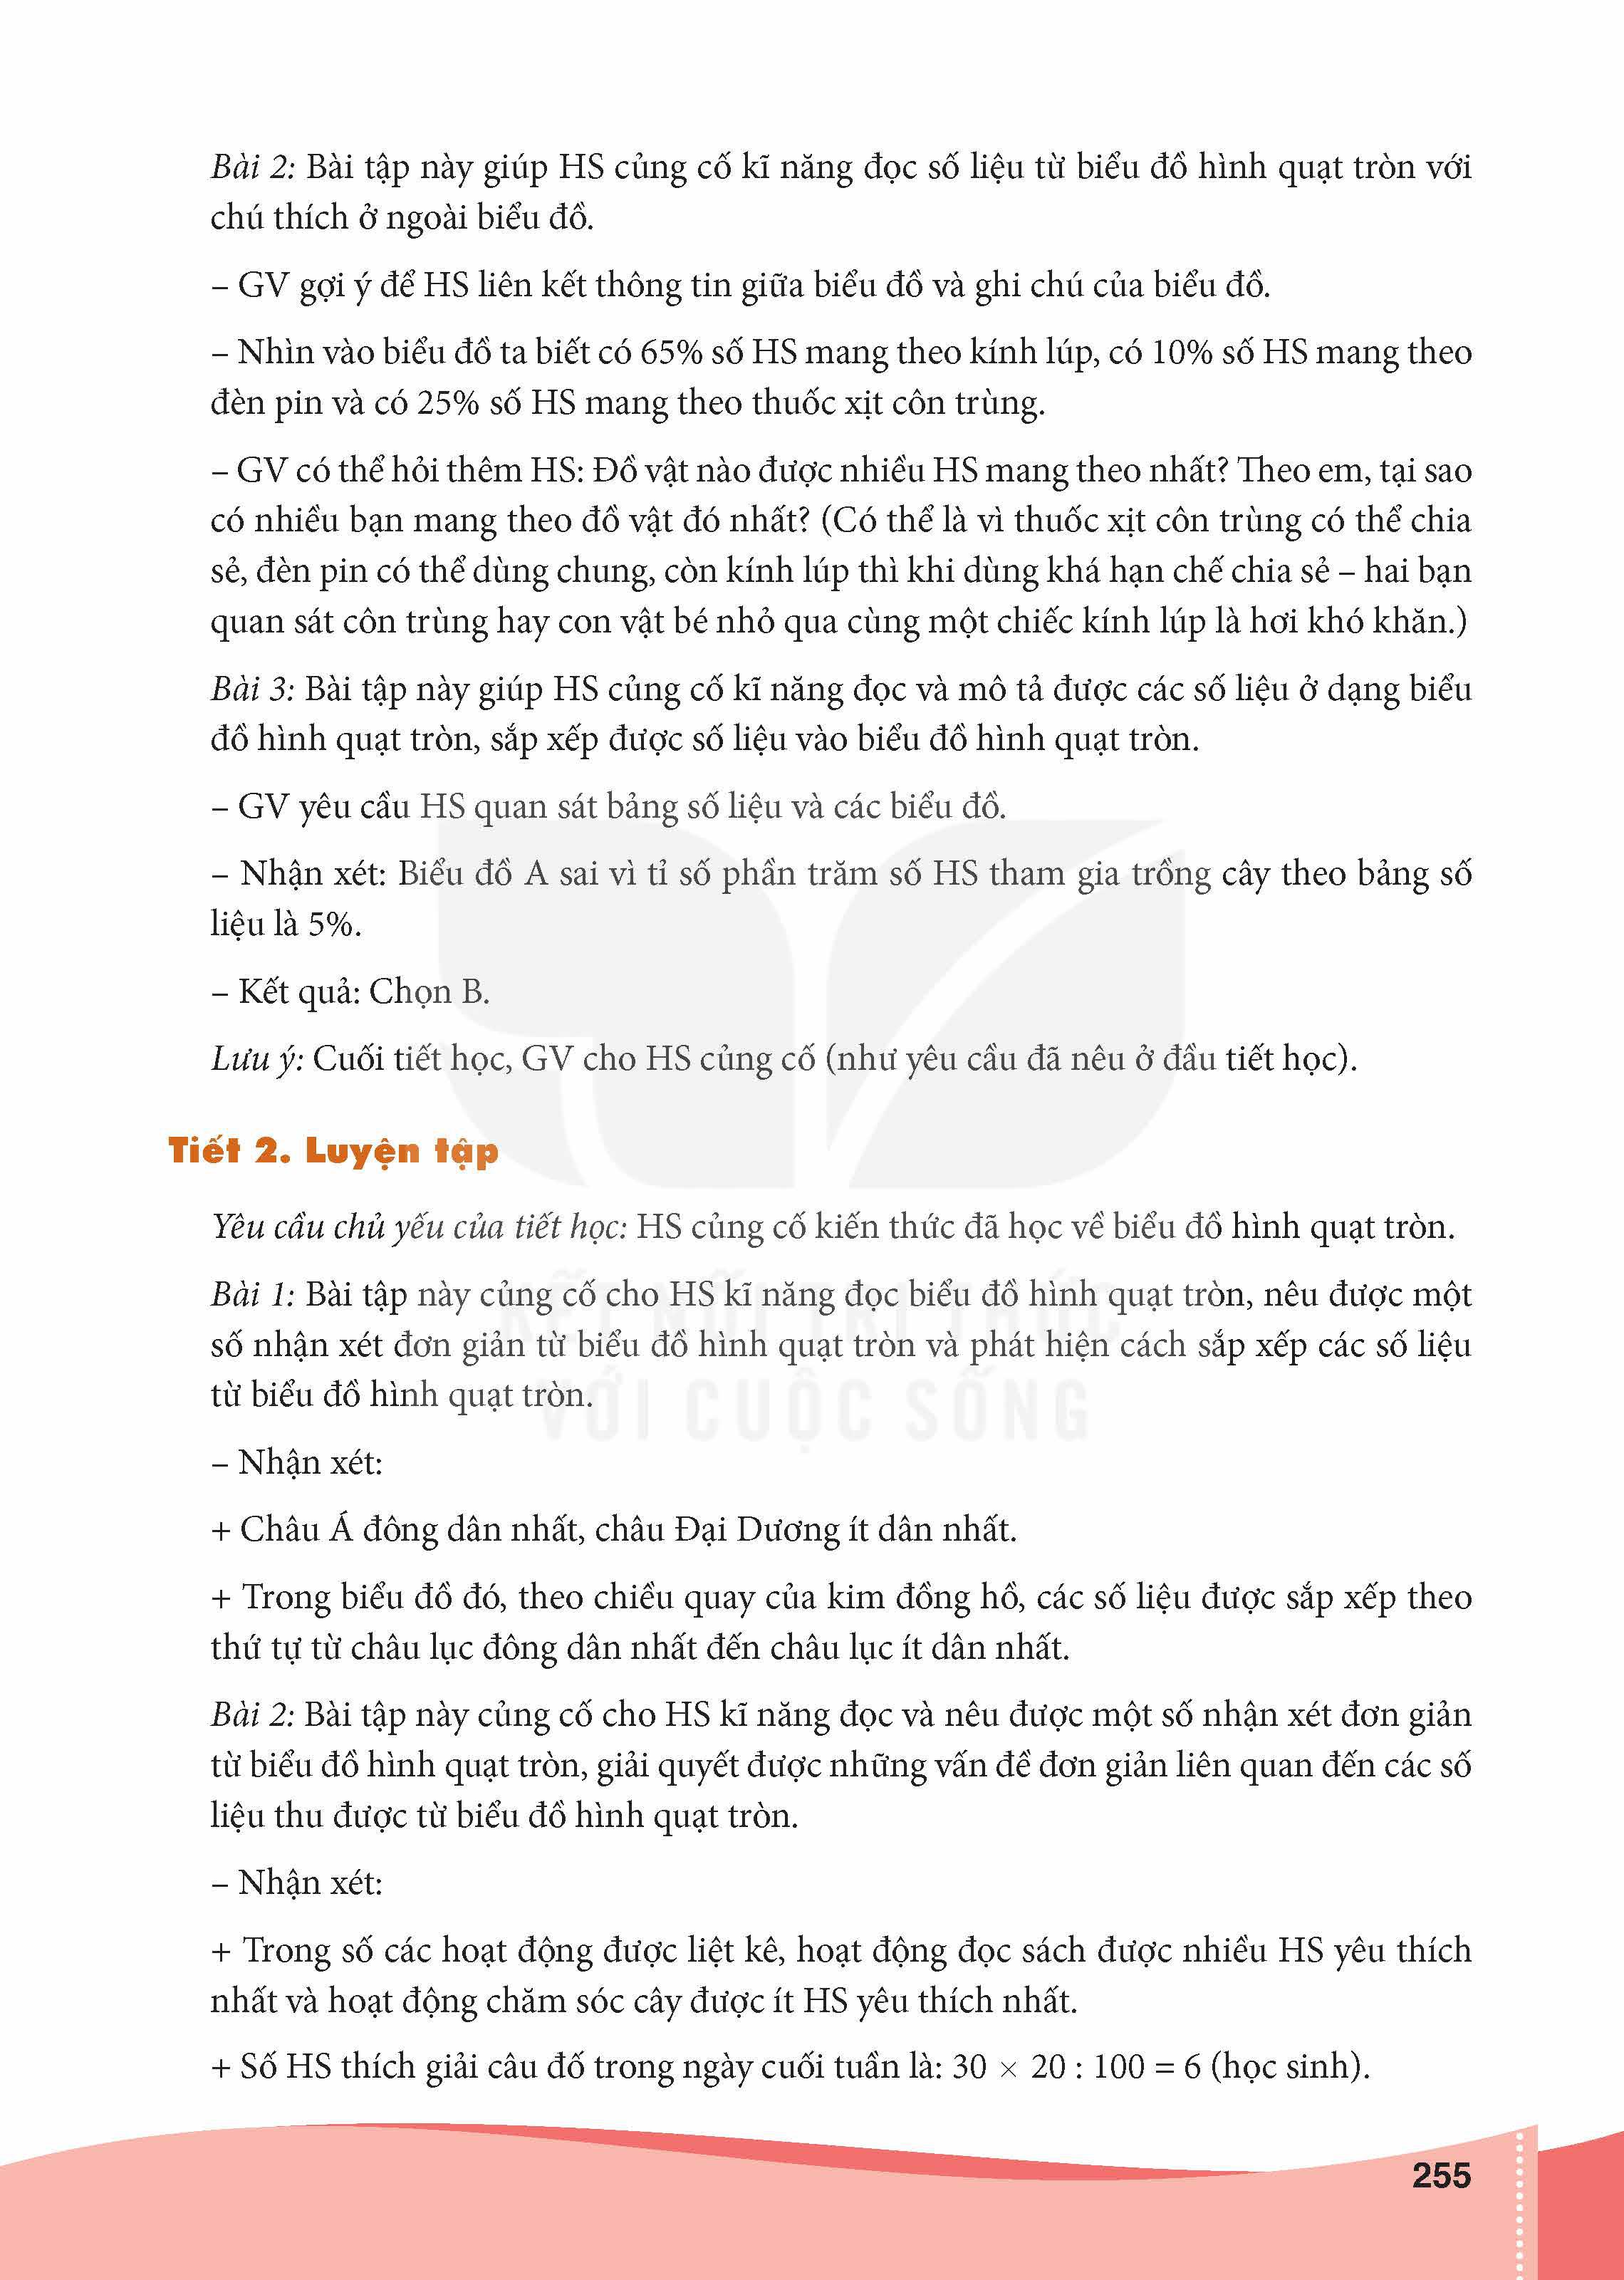 Bài 2: Bài tập này giúp HS củng cố kĩ năng đọc số liệu từ biểu đồ hình quạt tròn với
chú thích ở ngoài biểu đồ.
– GV gợi ý để HS liên kết thông tin giữa biểu đồ và ghi chú của biểu đồ.
– Nhìn vào biểu đồ ta biết có 65% số HS mang theo kính lúp, có 10% số HS mang theo
đèn pin và có 25% số HS mang theo thuốc xịt côn trùng.
– GV có thể hỏi thêm HS: Đồ vật nào được nhiều HS mang theo nhất? Theo em, tại sao
có nhiều bạn mang theo đồ vật đó nhất? (Có thể là vì thuốc xịt côn trùng có thể chia
sẻ, đèn pin có thể dùng chung, còn kính lúp thì khi dùng khá hạn chế chia sẻ – hai bạn
quan sát côn trùng hay con vật bé nhỏ qua cùng một chiếc kính lúp là hơi khó khăn.)
Bài 3: Bài tập này giúp HS củng cố kĩ năng đọc và mô tả được các số liệu ở dạng biểu
đồ hình quạt tròn, sắp xếp được số liệu vào biểu đồ hình quạt tròn.
– GV yêu cầu HS quan sát bảng số liệu và các biểu đồ.
– Nhận xét: Biểu đồ A sai vì tỉ số phần trăm số HS tham gia trồng cây theo bảng số
liệu là 5%.
– Kết quả: Chọn B.
Lưu ý: Cuối tiết học, GV cho HS củng cố (như yêu cầu đã nêu ở đầu tiết học).
Tiết 2. Luyện tập
Yêu cầu chủ yếu của tiết học: HS củng cố kiến thức đã học về biểu đồ hình quạt tròn.
KẾT NỐI TRI THỨC
Bài 1: Bài tập này củng cố cho HS kĩ năng đọc biểu đồ hình quạt tròn, nêu được một
số nhận xét đơn giản từ biểu đồ hình quạt tròn và phát hiện cách sắp xếp các số liệu
từ biểu đồ hình quạt tròn.
VỚI CUỘC SỐNG
– Nhận xét:
+ Châu Á đông dân nhất, châu Đại Dương ít dân nhất.
+ Trong biểu đồ đó, theo chiều quay của kim đồng hồ, các số liệu được sắp xếp theo
thứ tự từ châu lục đông dân nhất đến châu lục ít dân nhất.
Bài 2: Bài tập này củng cố cho HS kĩ năng đọc và nêu được một số nhận xét đơn giản
từ biểu đồ hình quạt tròn, giải quyết được những vấn đề đơn giản liên quan đến các số
liệu thu được từ biểu đồ hình quạt tròn.
– Nhận xét:
+ Trong số các hoạt động được liệt kê, hoạt động đọc sách được nhiều HS yêu thích
nhất và hoạt động chăm sóc cây được ít HS yêu thích nhất.
+ Số HS thích giải câu đố trong ngày cuối tuần là: 30 × 20 : 100 = 6 (học sinh).
255